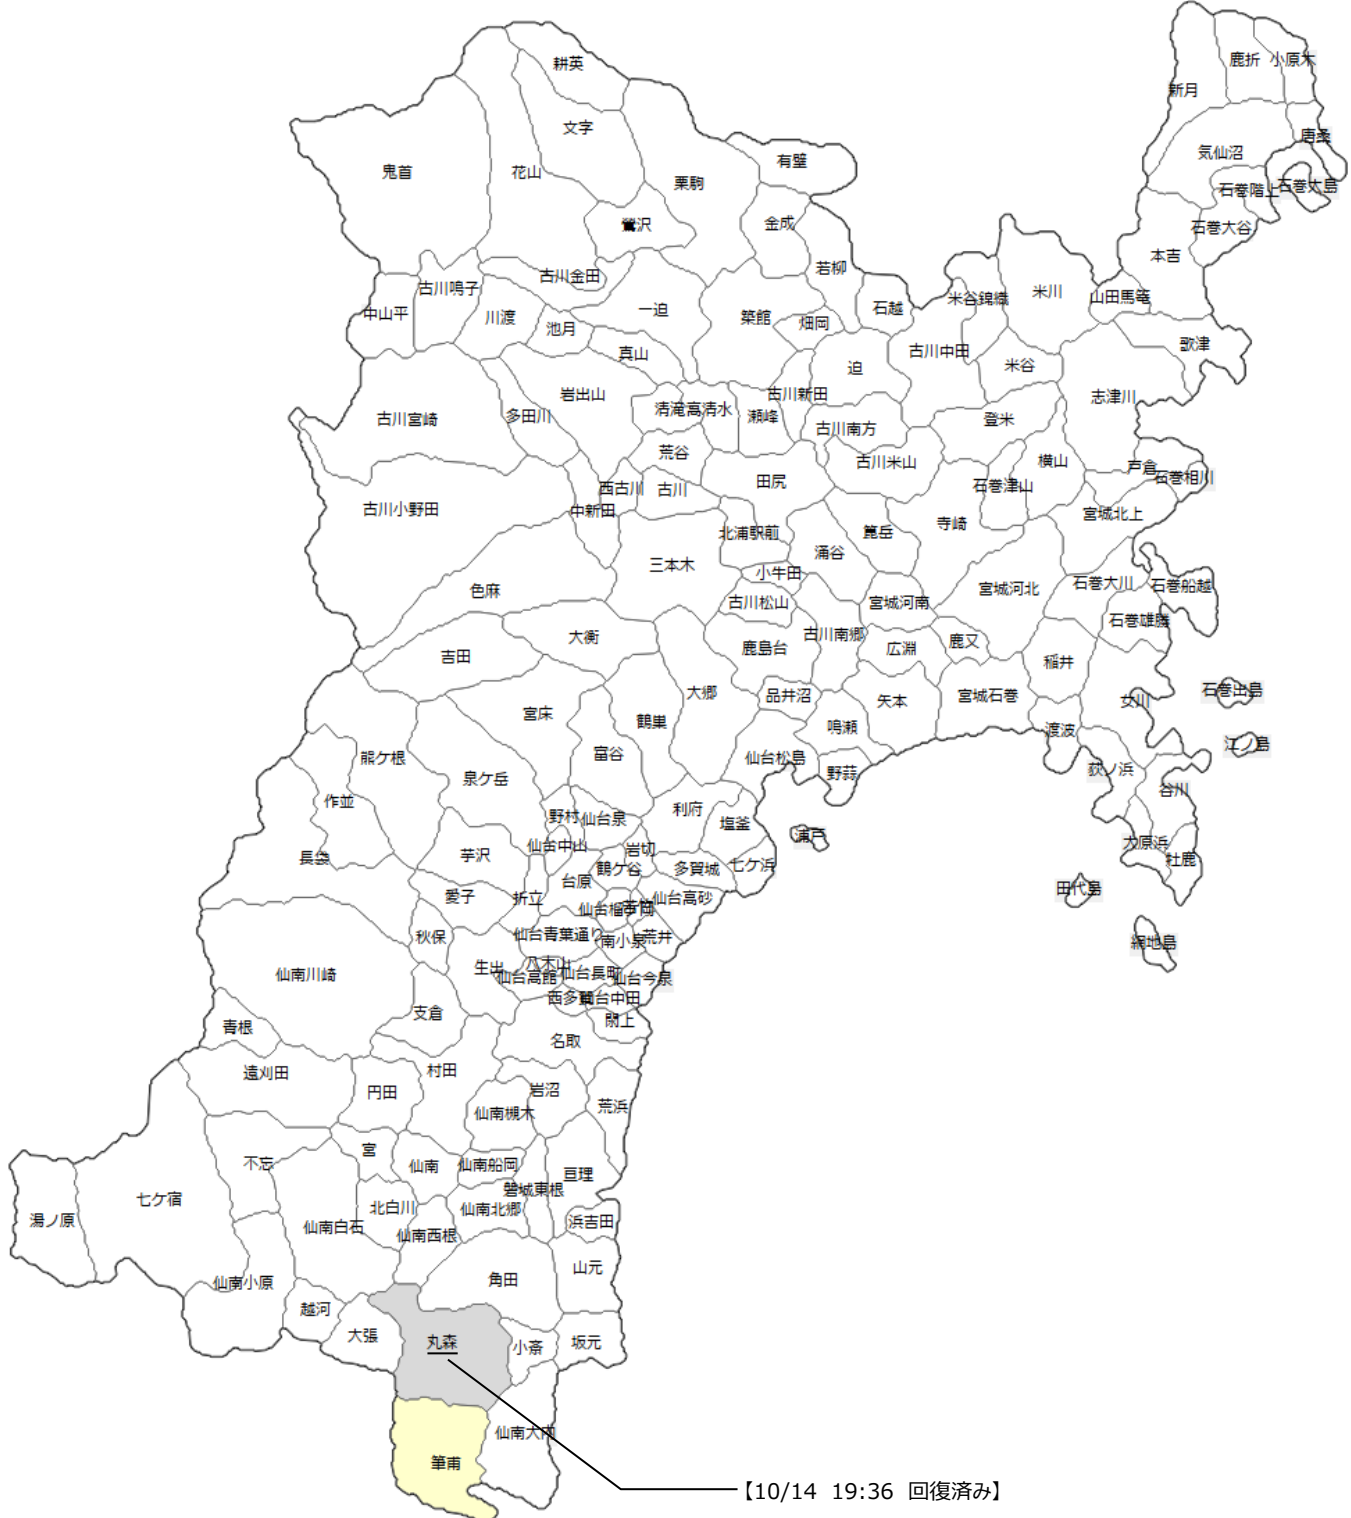 耕英
鹿折
小原木
新月
文字
唐桑
気仙沼
有壁
鬼首
花山
栗駒
石巻階上
石巻大島
鶯沢
金成
石巻大谷
本吉
古川金田
若柳
古川鳴子
米谷錦織
米川
山田馬篭
中山平
川渡
一迫
石越
池月
築館
畑岡
歌津
真山
古川中田
迫
米谷
岩出山
古川新田
志津川
古川宮崎
多田川
清滝
高清水
瀬峰
登米
古川南方
荒谷
古川米山
横山
戸倉
石巻相川
西古川
古川
田尻
石巻津山
古川小野田
中新田
宮城北上
寺崎
北浦駅前
箟岳
涌谷
三本木
小牛田
石巻大川
石巻船越
色麻
宮城河北
古川松山
宮城河南
石巻雄勝
大衡
古川南郷
鹿又
吉田
鹿島台
広淵
稲井
大郷
品井沼
宮城石巻
石巻出島
矢本
女川
宮床
鶴巣
鳴瀬
渡波
江ノ島
熊ケ根
富谷
仙台松島
泉ケ岳
野蒜
荻ノ浜
谷川
作並
利府
野村
仙台泉
塩釜
浦戸
仙台中山
岩切
大原浜
長袋
芋沢
牡鹿
鶴ケ谷
多賀城
七ケ浜
台原
田代島
愛子
折立
仙台高砂
仙台榴ケ岡
苦竹
秋保
仙台青葉通り
南小泉
荒井
網地島
生出
八木山
仙南川崎
仙台高館
仙台長町
仙台今泉
西多賀
仙台中田
支倉
閖上
青根
名取
村田
遠刈田
円田
岩沼
荒浜
仙南槻木
宮
不忘
仙南
仙南船岡
亘理
磐城東根
七ケ宿
北白川
仙南北郷
湯ノ原
仙南白石
仙南西根
浜吉田
山元
仙南小原
角田
越河
大張
丸森
小斎
坂元
仙南大内
筆甫
【10/14 19:36 回復済み】